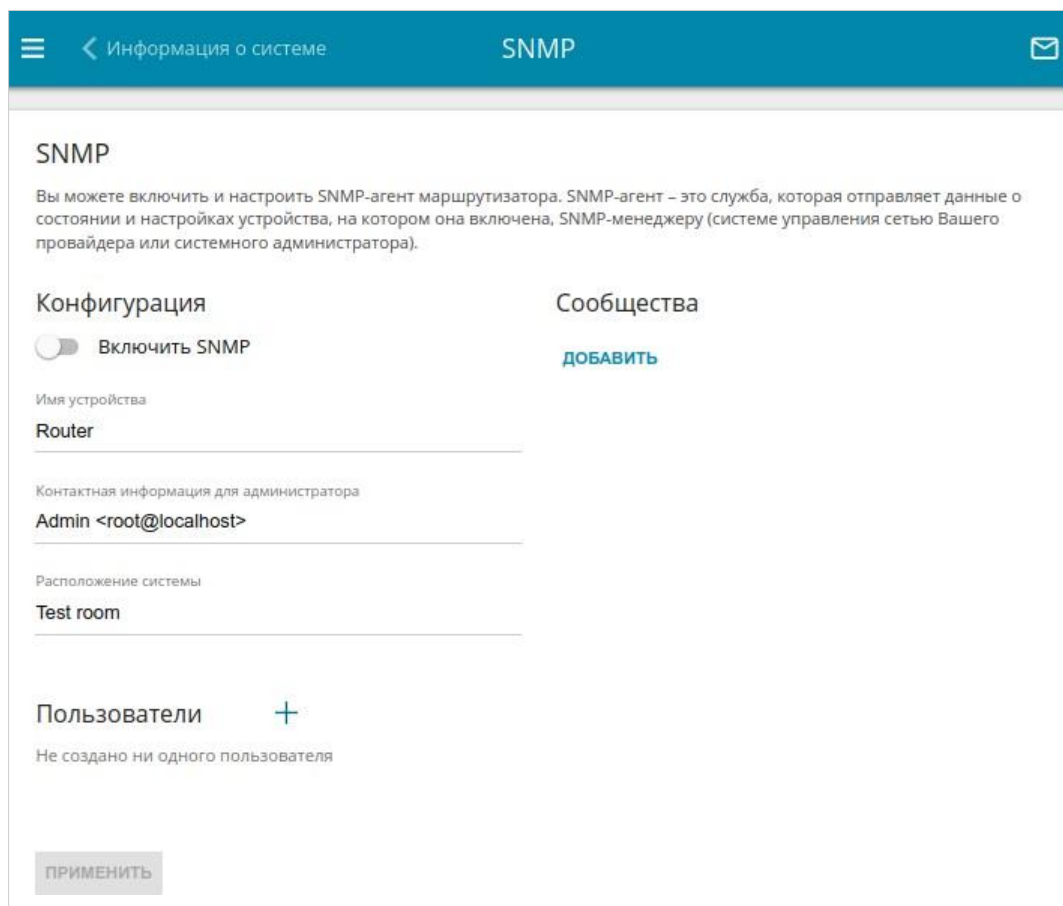 Информация о системе
SNMP
SNMP
Вы можете включить и настроить SNMP-агент маршрутизатора. SNMP-агент – это служба, которая отправляет данные о
состоянии и настройках устройства, на котором она включена, SNMP-менеджеру (системе управления сетью Вашего
провайдера или системного администратора).
Конфигурация
Включить SNMP
Имя устройства
Router
Контактная информация для администратора
Admin <root@localhost>
Расположение системы
Test room
Пользователи
Не создано ни одного пользователя
ПРИМЕНИТЬ
Сообщества
ДОБАВИТЬ